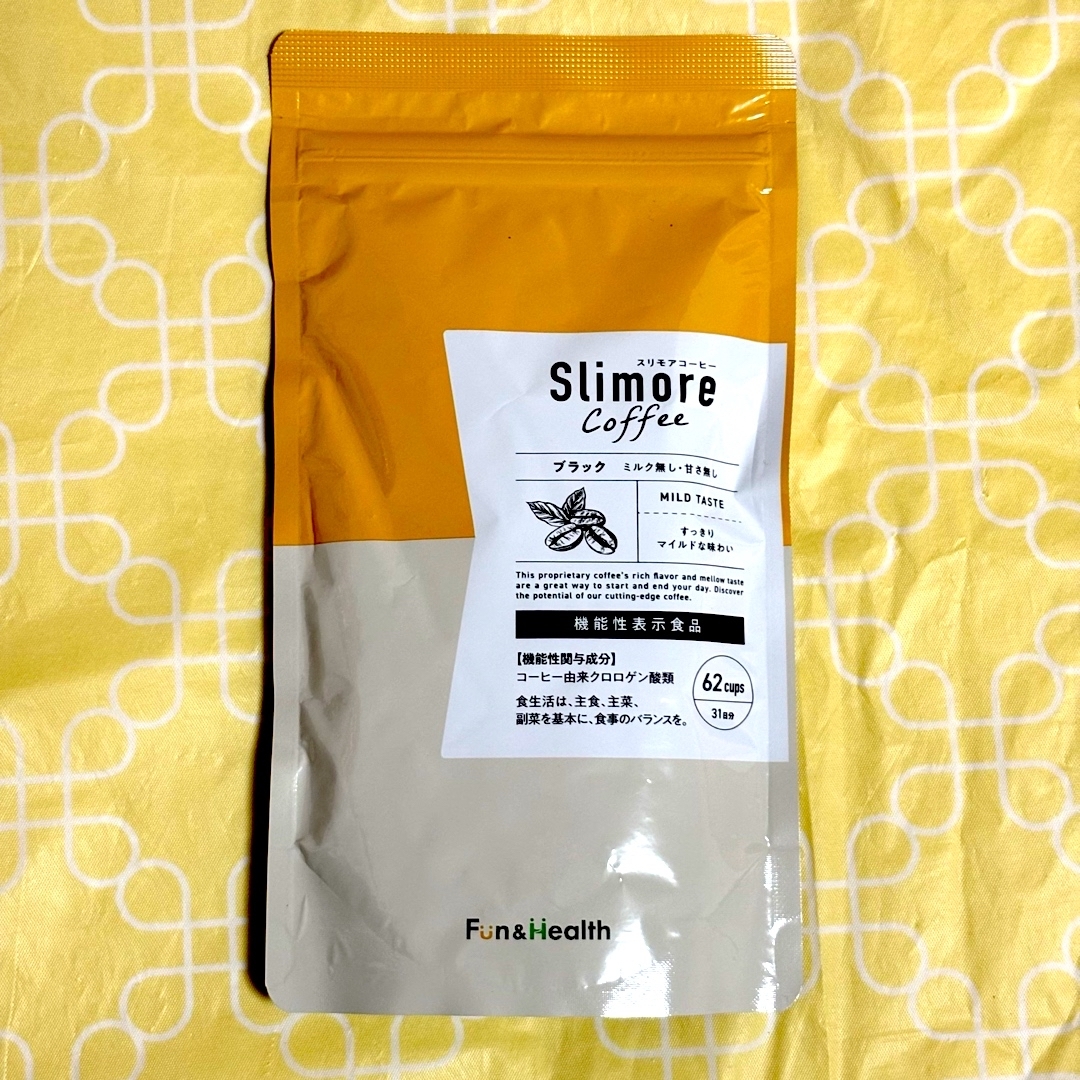 スリモアコーヒー
Slimore
Coffee
ブラック ミルク無し・甘さ無し
MILD TASTE
すっきり
マイルドな味わい
This proprietary coffee's rich flavor and mellow taste
are a great way to start and end your day. Discover
the potential of our cutting-edge coffee.
機能性表示食品
【機能性関与成分】
コーヒー由来クロロゲン酸類
食生活は、主食、主菜、
副菜を基本に、食事のバランスを。
62cups
31日分
Fun&Health